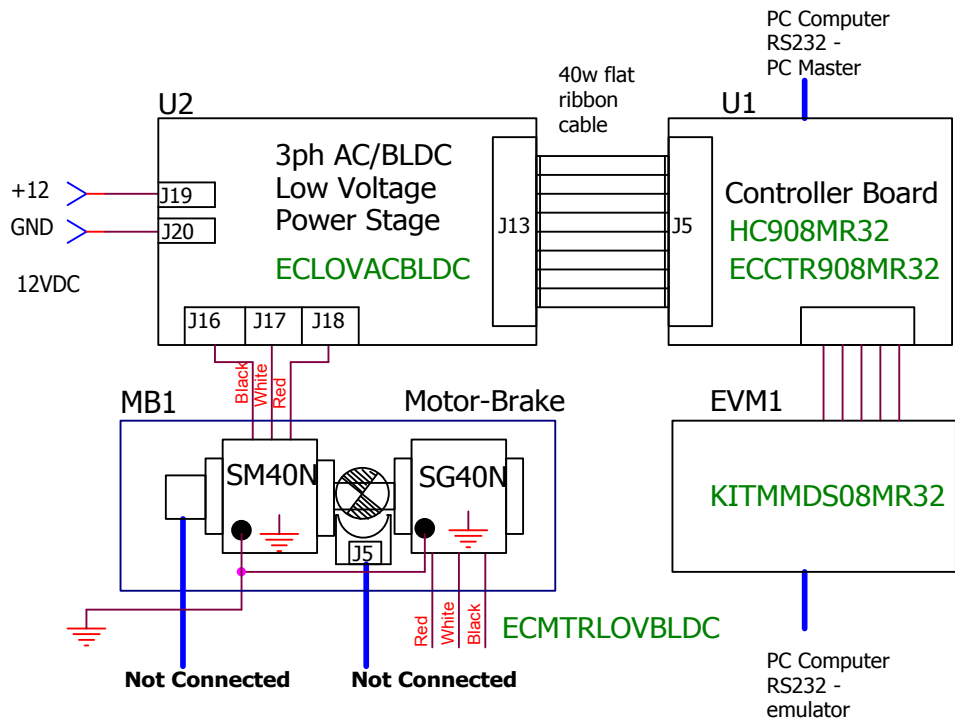 PC Computer
RS232 -
PC Master
40w flat
ribbon
cable
U2
U1
3ph AC/BLDC
Low Voltage
Power Stage
ECLOVACBLDC
+12
GND
12VDC
J19
J20
J13
J5
Controller Board
HC908MR32
ECCTR908MR32
J16
J17
J18
Black
White
Red
MB1
Motor-Brake
EVM1
SM40N
SG40N
J5
KITMMDS08MR32
Red
White
Black
ECMTRLOVBLDC
Not Connected
Not Connected
PC Computer
RS232 -
emulator